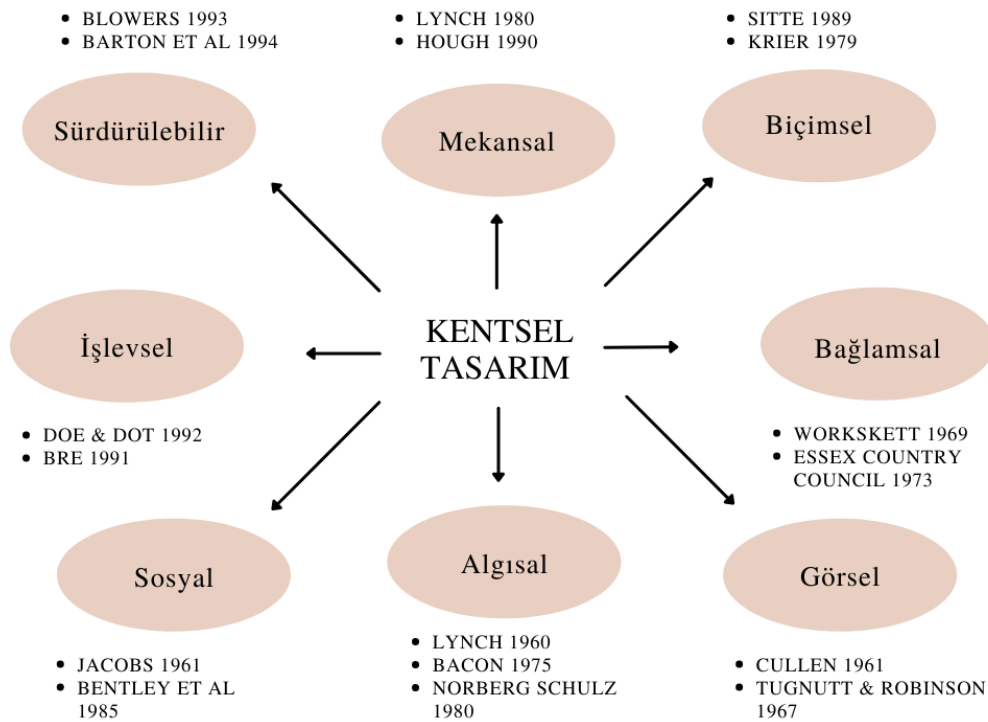 • BLOWERS 1993
• BARTON ET AL 1994
• LYNCH 1980
• HOUGH 1990
• SITTE 1989
• KRIER 1979
Sürdürülebilir
Mekansal
Biçimsel
KENTSEL
TASARIM
İşlevsel
Bağlamsal
• DOE & DOT 1992
• BRE 1991
• WORKSKETT 1969
• ESSEX COUNTRY
COUNCIL 1973
Sosyal
Algısal
Görsel
• JACOBS 1961
• BENTLEY ET AL
1985
• LYNCH 1960
• BACON 1975
• NORBERG SCHULZ
1980
• CULLEN 1961
• TUGNUTT & ROBINSON
1967